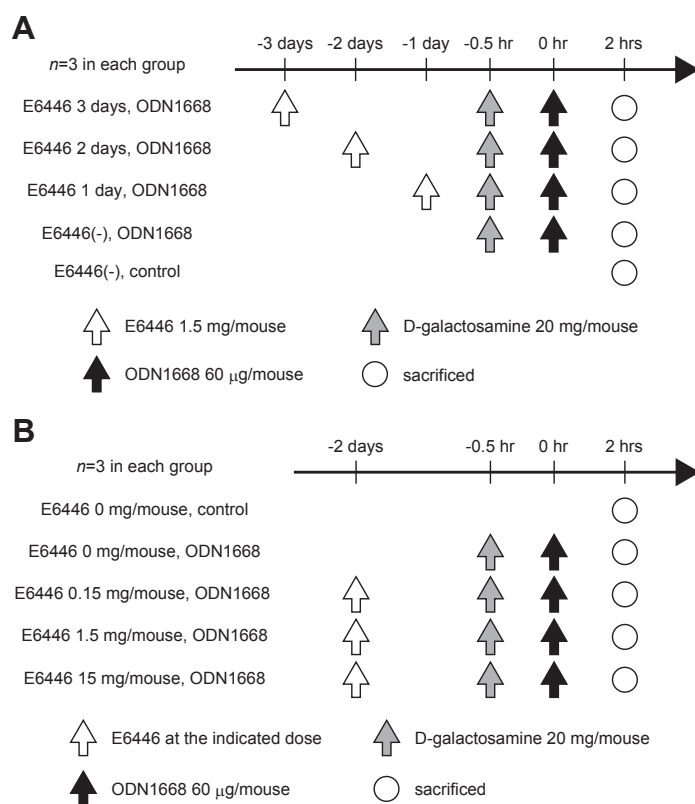 A
-3 days -2 days -1 day -0.5 hr 0 hr 2 hrs
n=3 in each group
E6446 3 days, ODN1668
E6446 2 days, ODN1668
E6446 1 day, ODN1668
E6446(-), ODN1668
E6446(-), control
E6446 1.5 mg/mouse D-galactosamine 20 mg/mouse
ODN1668 60 μg/mouse sacrificed
B
-2 days -0.5 hr 0 hr 2 hrs
n=3 in each group
E6446 0 mg/mouse, control
E6446 0 mg/mouse, ODN1668
E6446 0.15 mg/mouse, ODN1668
E6446 1.5 mg/mouse, ODN1668
E6446 15 mg/mouse, ODN1668
E6446 at the indicated dose D-galactosamine 20 mg/mouse
ODN1668 60 μg/mouse sacrificed